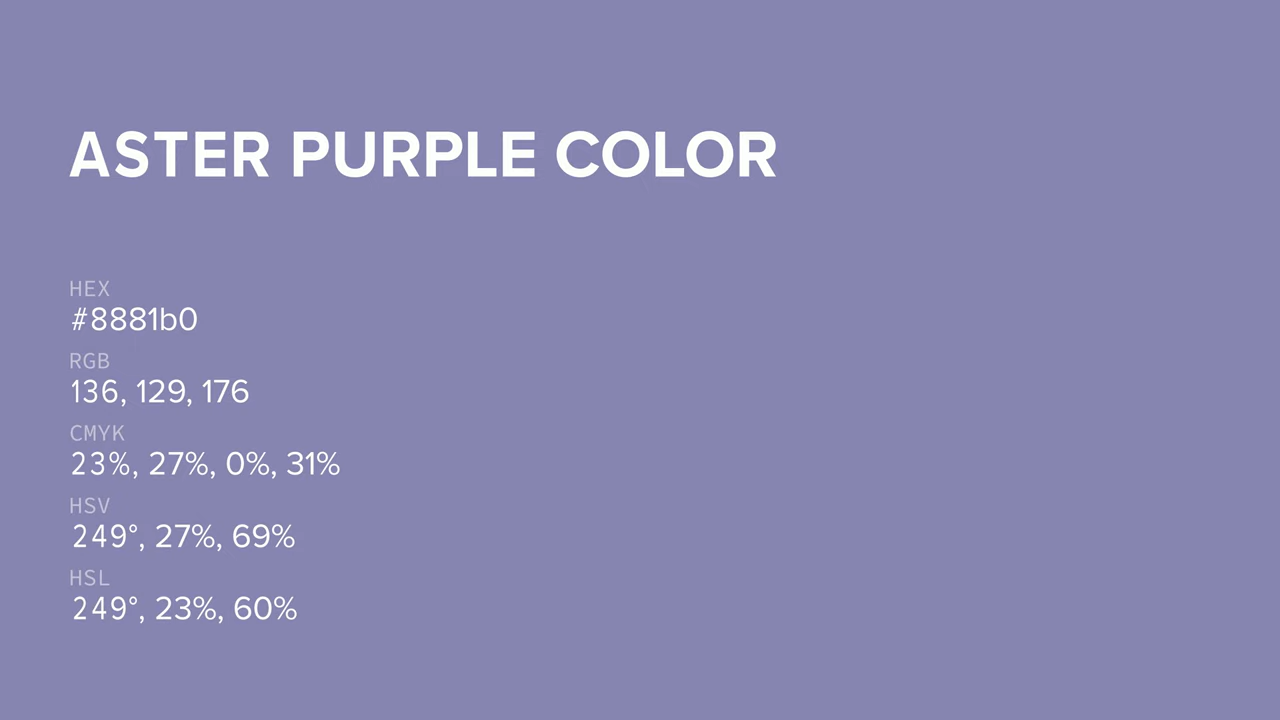 ASTER PURPLE COLOR
HEX
#8881b0
RGB
136, 129, 176
CMYK
23%, 27%, 0%, 31%
HSV
249°, 27%, 69%
HSL
249°, 23%, 60%